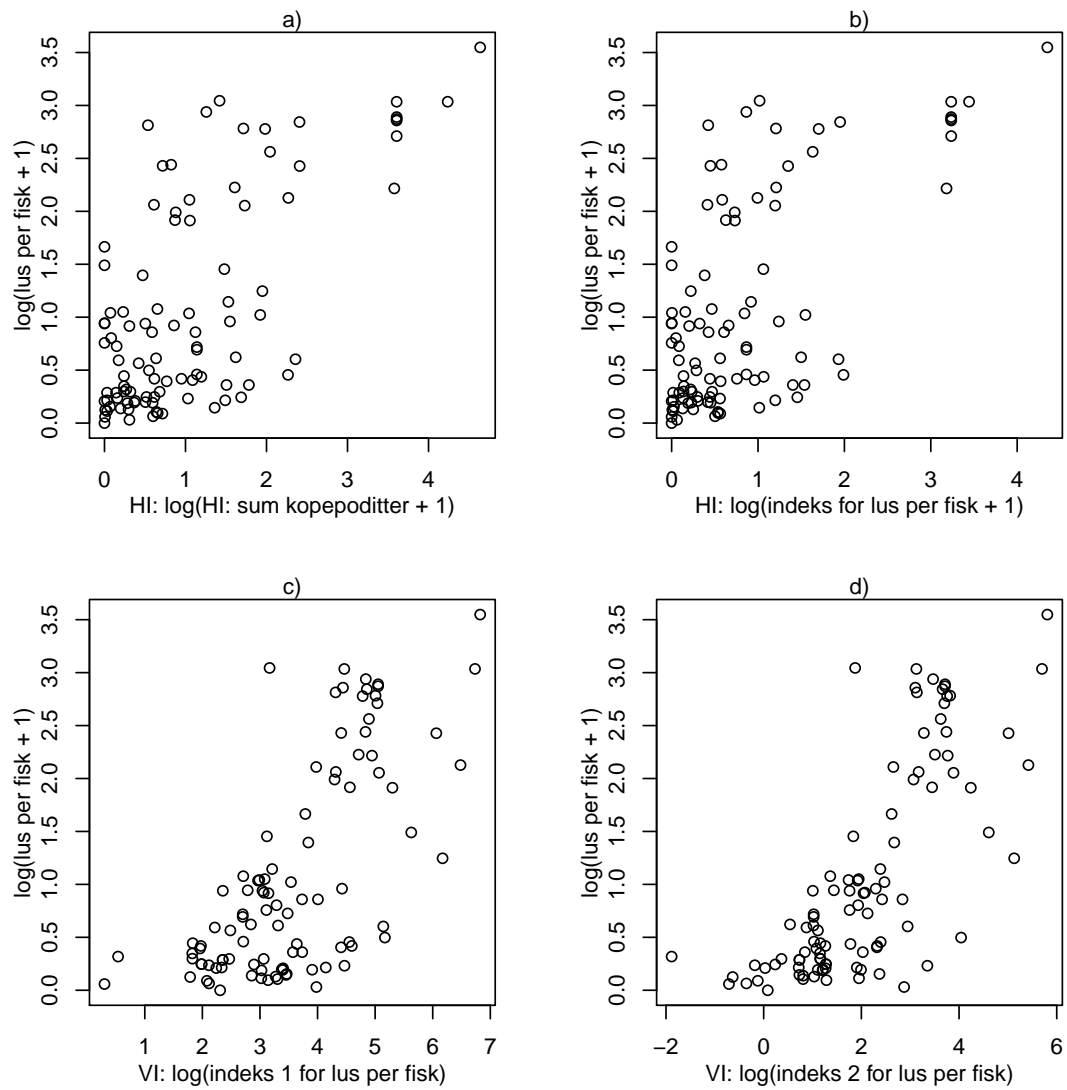 a)
log(lus per fisk + 1)
0.0 0.5 1.0 1.5 2.0 2.5 3.0 3.5
0 1 2 3 4
HI: log(HI: sum kopepoditter + 1)
b)
log(lus per fisk + 1)
0.0 0.5 1.0 1.5 2.0 2.5 3.0 3.5
0 1 2 3 4
HI: log(indeks for lus per fisk + 1)
c)
log(lus per fisk + 1)
0.0 0.5 1.0 1.5 2.0 2.5 3.0 3.5
1 2 3 4 5 6 7
VI: log(indeks 1 for lus per fisk)
d)
log(lus per fisk + 1)
0.0 0.5 1.0 1.5 2.0 2.5 3.0 3.5
−2 0 2 4 6
VI: log(indeks 2 for lus per fisk)